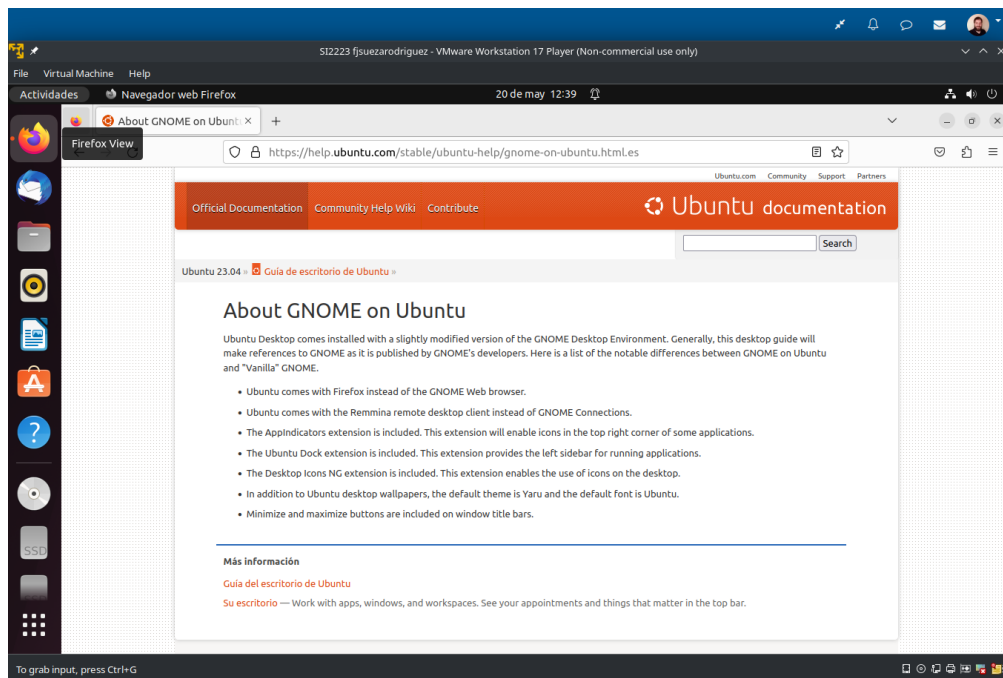 SI2223 fjsuezarodriguez - VMware Workstation 17 Player (Non-commercial use only)
File Virtual Machine Help
Actividades Navegador web Firefox 20 de may 12:39
About GNOME on Ubunt
Firefox View
https://help.ubuntu.com/stable/ubuntu-help/gnome-on-ubuntu.html.es
Ubuntu.com Community Support Partners
Official Documentation Community Help Wiki Contribute Ubuntu documentation
Search
Ubuntu 23.04 » Guía de escritorio de Ubuntu »
About GNOME on Ubuntu
Ubuntu Desktop comes installed with a slightly modified version of the GNOME Desktop Environment. Generally, this desktop guide will
make references to GNOME as it is published by GNOME's developers. Here is a list of the notable differences between GNOME on Ubuntu
and "Vanilla" GNOME.
• Ubuntu comes with Firefox instead of the GNOME Web browser.
• Ubuntu comes with the Remmina remote desktop client instead of GNOME Connections.
• The AppIndicators extension is included. This extension will enable icons in the top right corner of some applications.
• The Ubuntu Dock extension is included. This extension provides the left sidebar for running applications.
• The Desktop Icons NG extension is included. This extension enables the use of icons on the desktop.
• In addition to Ubuntu desktop wallpapers, the default theme is Yaru and the default font is Ubuntu.
• Minimize and maximize buttons are included on window title bars.
SSD
Más información
Guía del escritorio de Ubuntu
Su escritorio — Work with apps, windows, and workspaces. See your appointments and things that matter in the top bar.
To grab input, press Ctrl+G